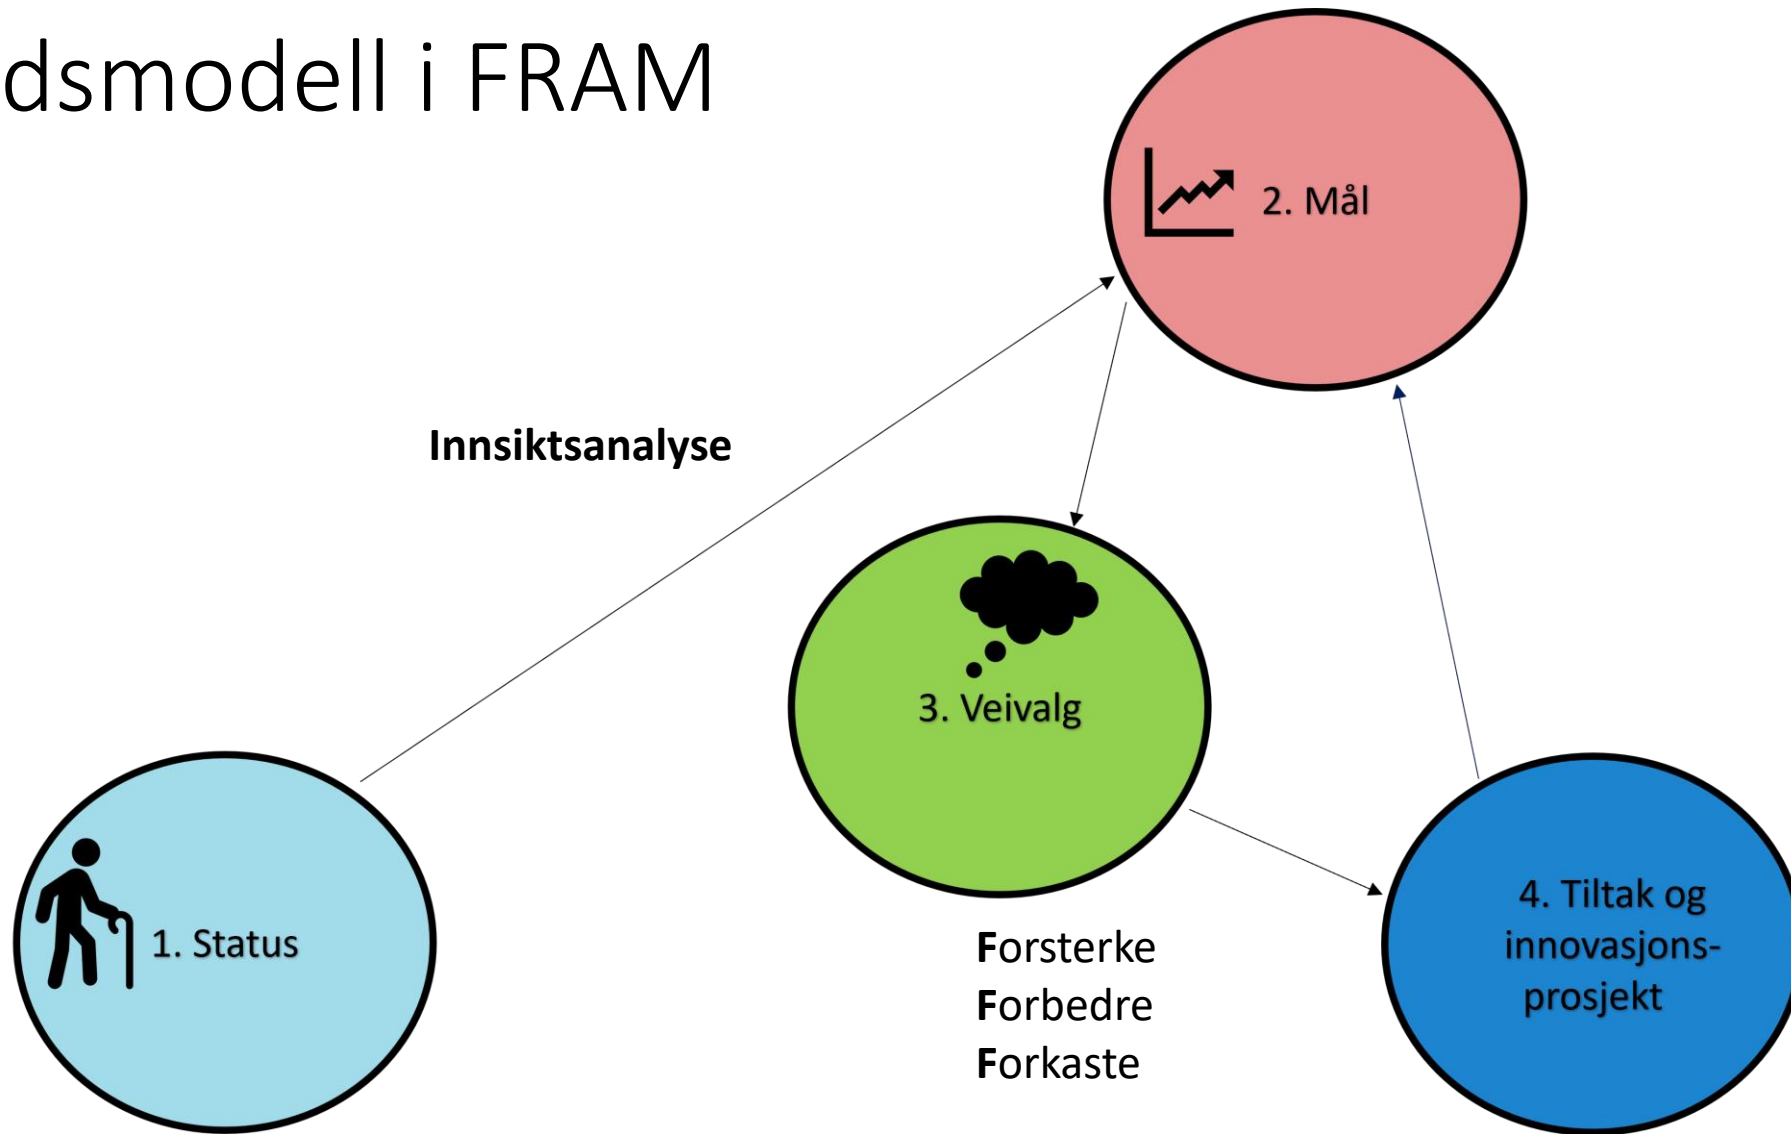 dsmodell i FRAM
2. Mål
Innsiktsanalyse
3. Veivalg
1. Status
4. Tiltak og
innovasjons-
prosjekt
Forsterke
Forbedre
Forkaste